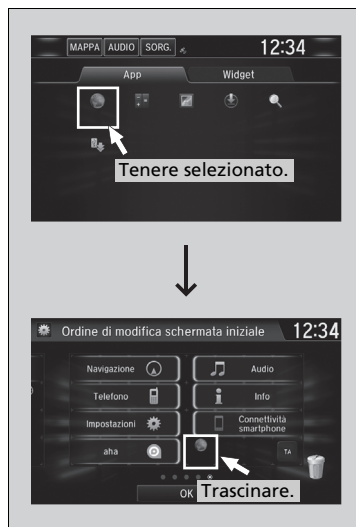 MAPPA AUDIO SORG. 12:34
App Widget
Tenere selezionato.
Ordine di modifica schermata iniziale 12:34
Navigazione Audio
Telefono Info
Impostazioni Connettività smartphone
aha TA
OK Trascinare.